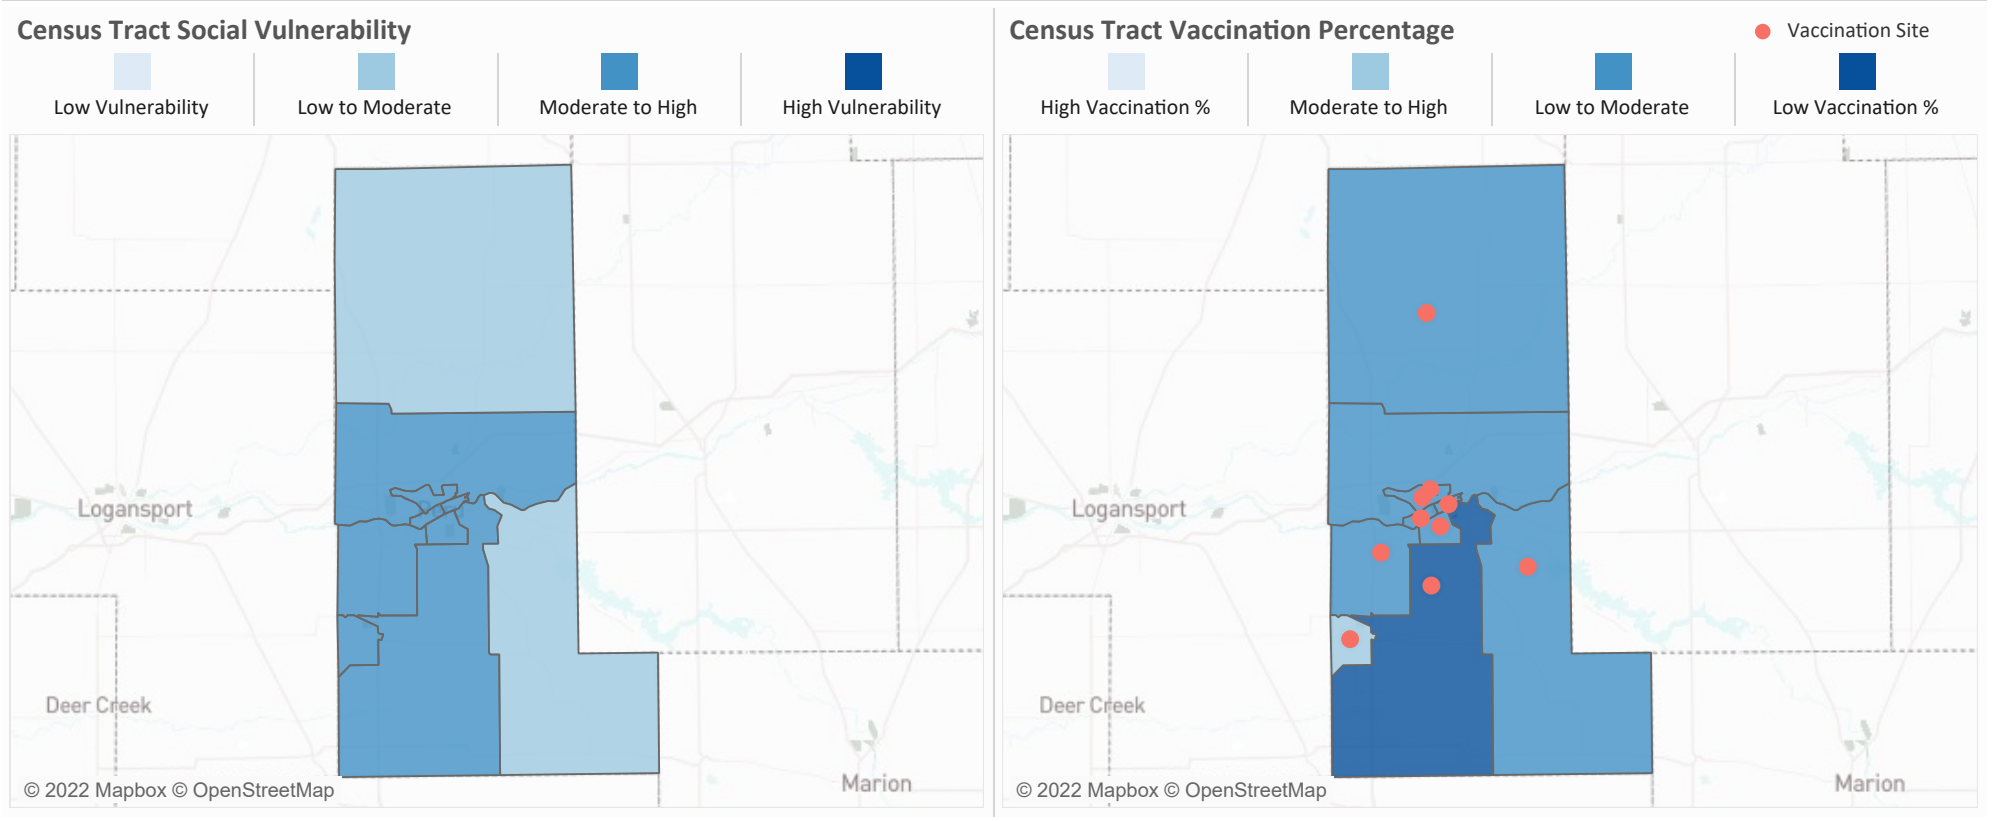 Census Tract Social Vulnerability
Low Vulnerability
Low to Moderate
Moderate to High
High Vulnerability
Logansport
Deer Creek
Marion
© 2022 Mapbox © OpenStreetMap
Census Tract Vaccination Percentage
Vaccination Site
High Vaccination %
Moderate to High
Low to Moderate
Low Vaccination %
Logansport
Deer Creek
Marion
© 2022 Mapbox © OpenStreetMap